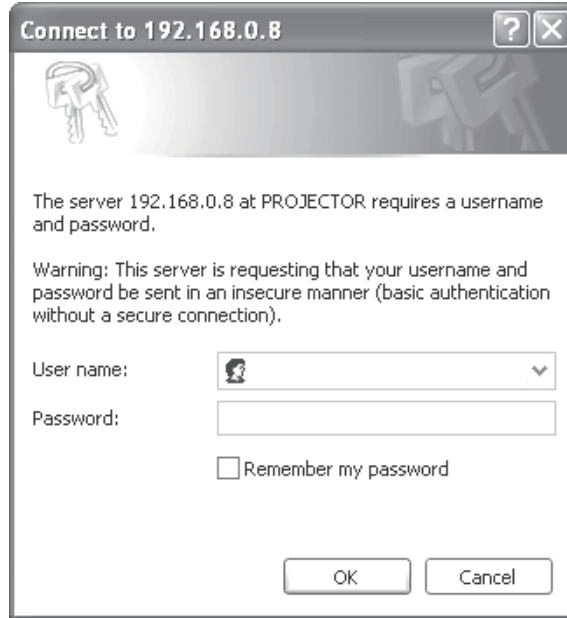 Connect to 192.168.0.8
The server 192.168.0.8 at PROJECTOR requires a username
and password.
Warning: This server is requesting that your username and
password be sent in an insecure manner (basic authentication
without a secure connection).
User name:
Password:
Remember my password
OK
Cancel